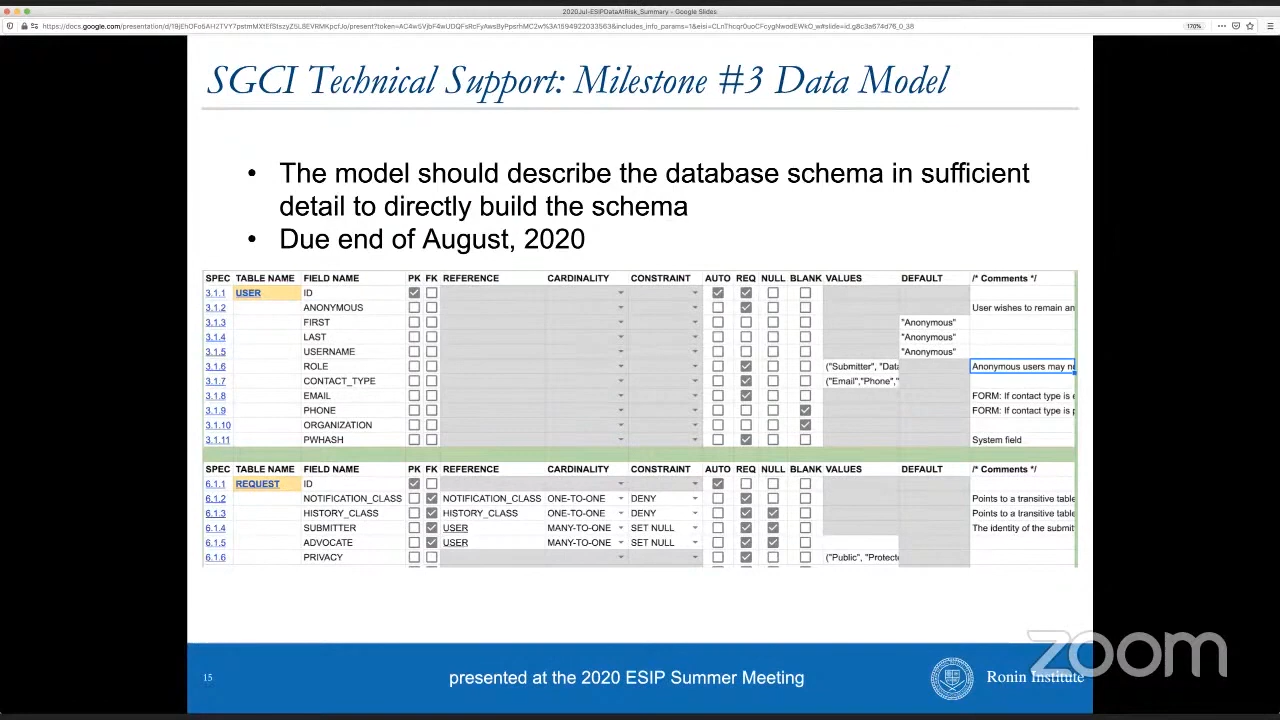 2020Jul-ESIPDataAtRisk_Summary - Google Slides
170%
SGCI Technical Support: Milestone #3 Data Model
• The model should describe the database schema in sufficient
detail to directly build the schema
• Due end of August, 2020
SPEC TABLE NAME FIELD NAME PK FK REFERENCE CARDINALITY CONSTRAINT AUTO REQ NULL BLANK VALUES DEFAULT /* Comments */
3.1.1 USER ID
3.1.2 ANONYMOUS User wishes to remain an
3.1.3 FIRST "Anonymous"
3.1.4 LAST "Anonymous"
3.1.5 USERNAME "Anonymous"
3.1.6 ROLE ("Submitter", "Data Anonymous users may ne
3.1.7 CONTACT_TYPE ("Email","Phone","
3.1.8 EMAIL FORM: If contact type is e
3.1.9 PHONE FORM: If contact type is p
3.1.10 ORGANIZATION
3.1.11 PWHASH System field
SPEC TABLE NAME FIELD NAME PK FK REFERENCE CARDINALITY CONSTRAINT AUTO REQ NULL BLANK VALUES DEFAULT /* Comments */
6.1.1 REQUEST ID
6.1.2 NOTIFICATION_CLASS NOTIFICATION_CLASS ONE-TO-ONE DENY Points to a transitive table
6.1.3 HISTORY_CLASS HISTORY_CLASS ONE-TO-ONE DENY Points to a transitive table
6.1.4 SUBMITTER USER MANY-TO-ONE SET NULL The identity of the submit
6.1.5 ADVOCATE USER MANY-TO-ONE SET NULL
6.1.6 PRIVACY ("Public", "Protecte
15
presented at the 2020 ESIP Summer Meeting
Ronin Institute
zoom